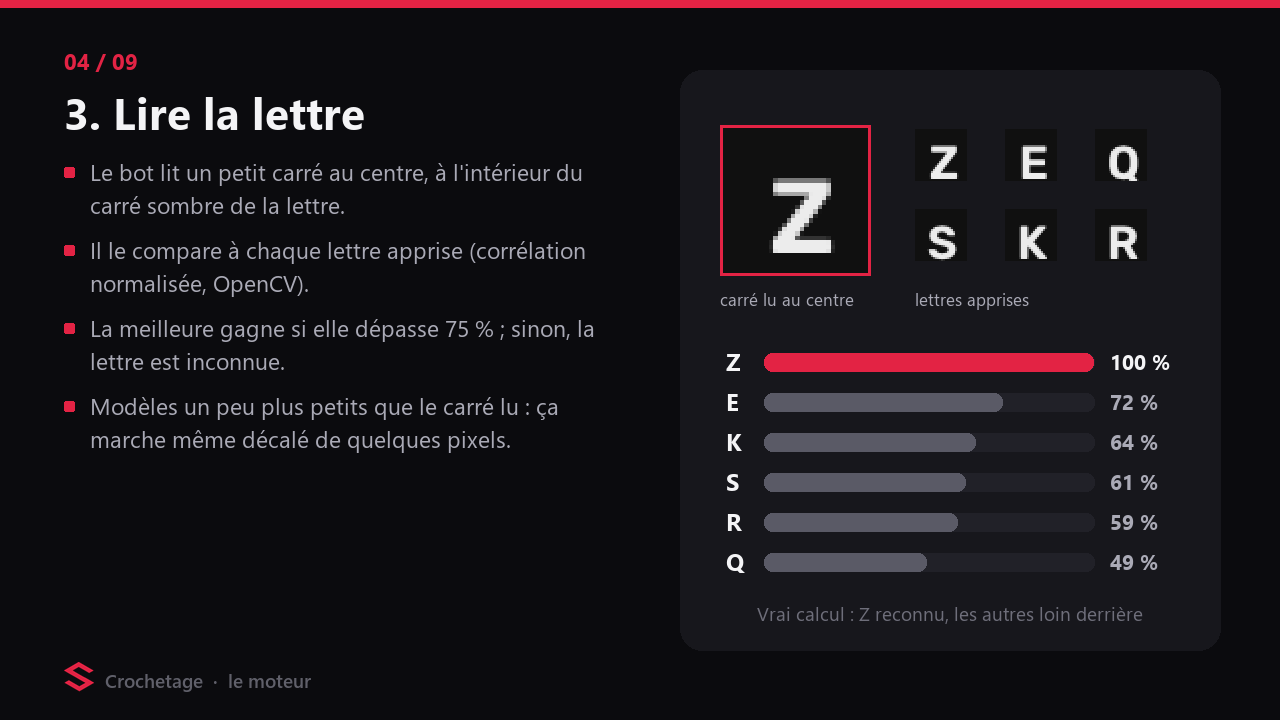 04 / 09
3. Lire la lettre
Le bot lit un petit carré au centre, à l'intérieur du
carré sombre de la lettre.
Il le compare à chaque lettre apprise (corrélation
normalisée, OpenCV).
La meilleure gagne si elle dépasse 75 % ; sinon, la
lettre est inconnue.
Modèles un peu plus petits que le carré lu : ça
marche même décalé de quelques pixels.
Z
Z E Q
S K R
carré lu au centre
lettres apprises
Z 100 %
E 72 %
K 64 %
S 61 %
R 59 %
Q 49 %
Vrai calcul : Z reconnu, les autres loin derrière
Crochetage · le moteur